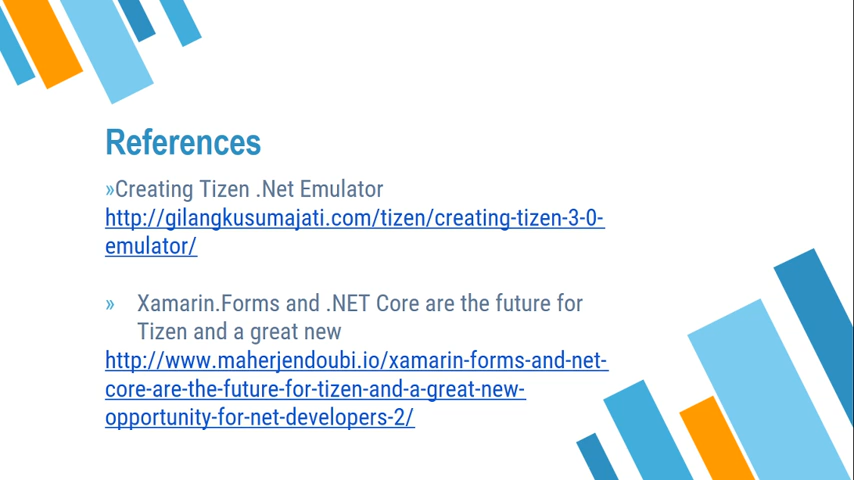 References
»Creating Tizen .Net Emulator
http://gilangkusumajati.com/tizen/creating-tizen-3-0-
emulator/
» Xamarin.Forms and .NET Core are the future for
Tizen and a great new
http://www.maherjendoubi.io/xamarin-forms-and-net-
core-are-the-future-for-tizen-and-a-great-new-
opportunity-for-net-developers-2/